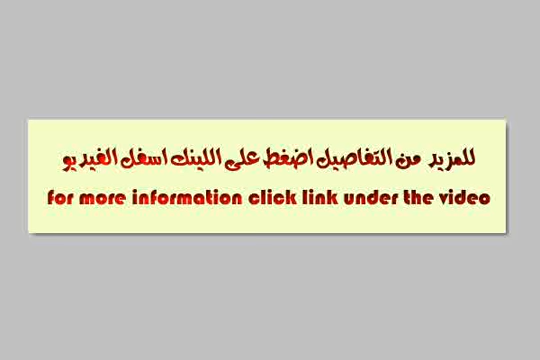 للمزيد من التفاصيل اضغط على اللينك اسفل الفيديو
for more information click link under the video